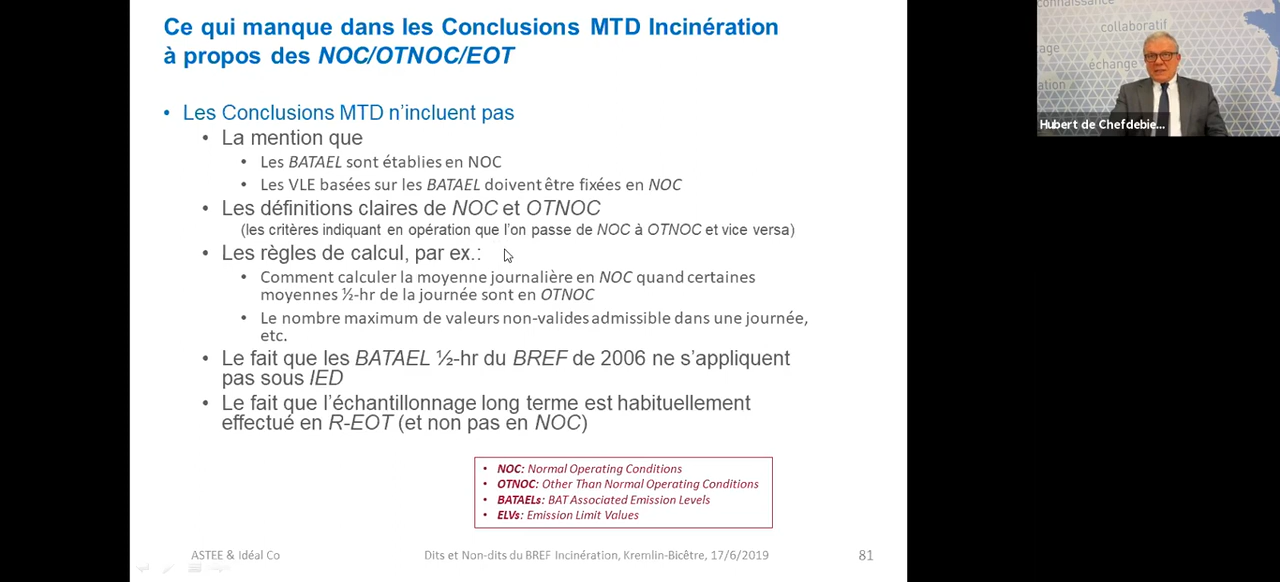 Ce qui manque dans les Conclusions MTD Incinération
à propos des NOC/OTNOC/EOT
• Les Conclusions MTD n'incluent pas
• La mention que
• Les BATAEL sont établies en NOC
• Les VLE basées sur les BATAEL doivent être fixées en NOC
• Les définitions claires de NOC et OTNOC
(les critères indiquant en opération que l'on passe de NOC à OTNOC et vice versa)
• Les règles de calcul, par ex.:
• Comment calculer la moyenne journalière en NOC quand certaines
moyennes ½-hr de la journée sont en OTNOC
• Le nombre maximum de valeurs non-valides admissible dans une journée,
etc.
• Le fait que les BATAEL ½-hr du BREF de 2006 ne s'appliquent
pas sous IED
• Le fait que l'échantillonnage long terme est habituellement
effectué en R-EOT (et non pas en NOC)
• NOC: Normal Operating Conditions
• OTNOC: Other Than Normal Operating Conditions
• BATAELs: BAT Associated Emission Levels
• ELVs: Emission Limit Values
ASTEE & Idéal Co
Dits et Non-dits du BREF Incinération, Kremlin-Bicêtre, 17/6/2019
81
connaissance
collaboratif
échange
Hubert de Chefdebie...